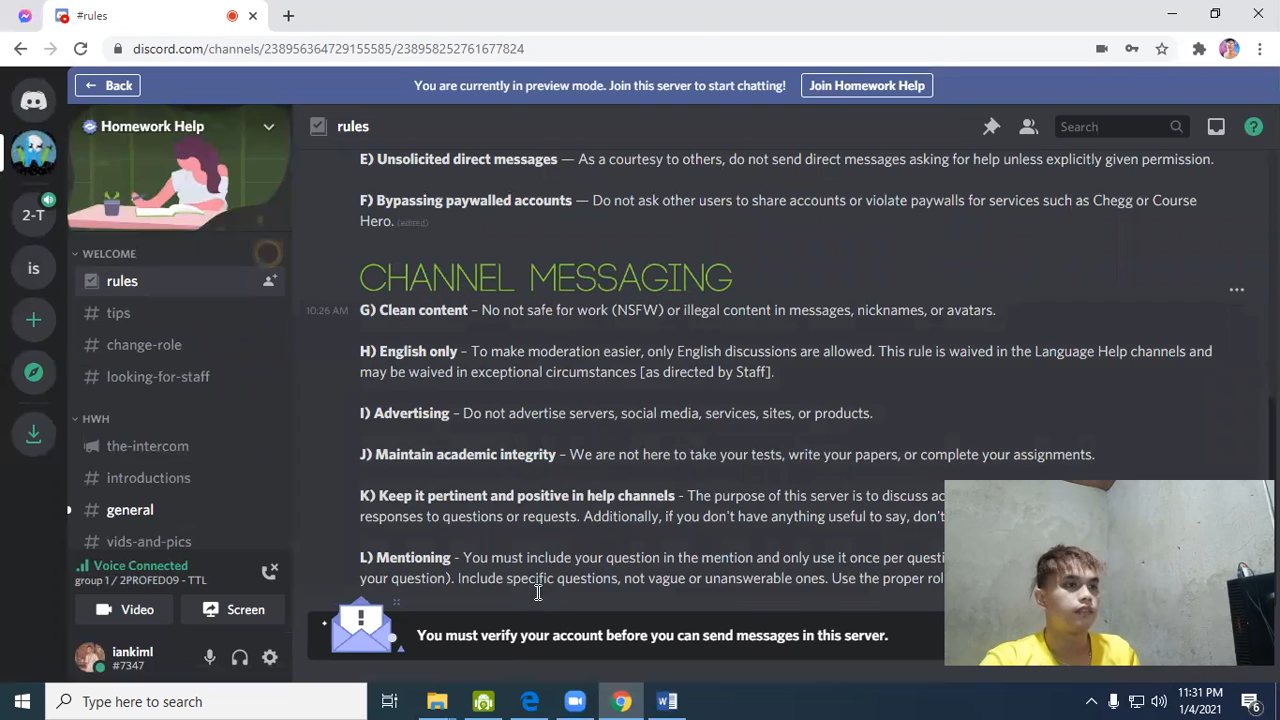 #rules
discord.com/channels/238956364729155585/238958252761677824
Back
You are currently in preview mode. Join this server to start chatting!
Join Homework Help
Homework Help
rules
Search
2-T
is
WELCOME
rules
tips
change-role
looking-for-staff
HWH
the-intercom
introductions
general
vids-and-pics
Voice Connected
group 1 / 2PROFED09 - TTL
Video
Screen
iankiml
#7347
E) Unsolicited direct messages — As a courtesy to others, do not send direct messages asking for help unless explicitly given permission.
F) Bypassing paywalled accounts — Do not ask other users to share accounts or violate paywalls for services such as Chegg or Course
Hero. (edited)
CHANNEL MESSAGING
10:26 AM G) Clean content – No not safe for work (NSFW) or illegal content in messages, nicknames, or avatars.
H) English only – To make moderation easier, only English discussions are allowed. This rule is waived in the Language Help channels and
may be waived in exceptional circumstances [as directed by Staff].
I) Advertising – Do not advertise servers, social media, services, sites, or products.
J) Maintain academic integrity – We are not here to take your tests, write your papers, or complete your assignments.
K) Keep it pertinent and positive in help channels - The purpose of this server is to discuss
responses to questions or requests. Additionally, if you don't have anything useful to say, don't
L) Mentioning - You must include your question in the mention and only use it once per
your question). Include specific questions, not vague or unanswerable ones. Use the proper
You must verify your account before you can send messages in this server.
Type here to search
11:31 PM
1/4/2021
6